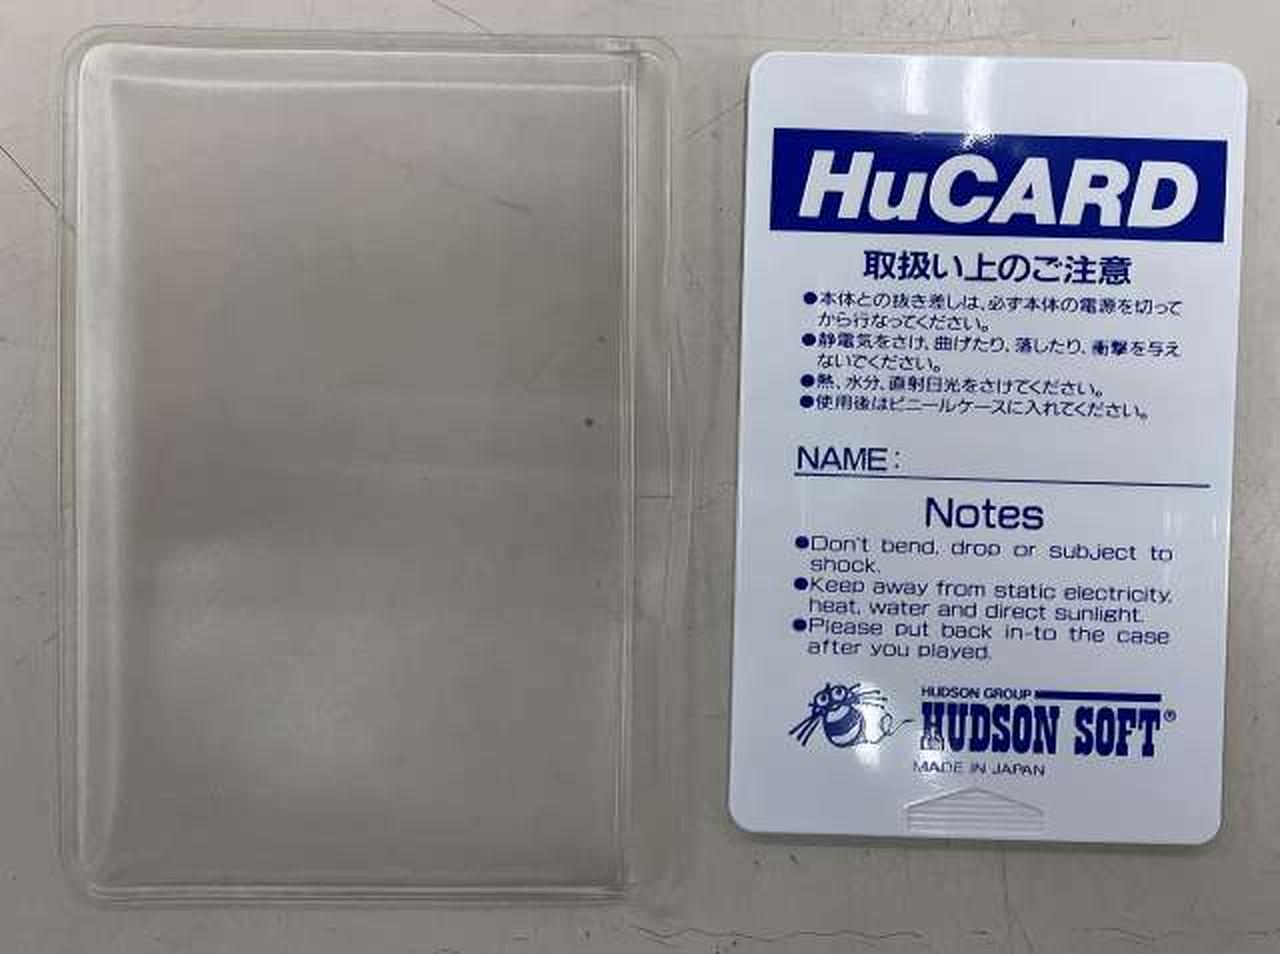 HuCARD
取扱い上のご注意
●本体との抜き差しは、必ず本体の電源を切って
から行なってください。
●静電気をさけ、曲げたり、落したり、衝撃を与え
ないでください。
●熱、水分、直射日光をさけてください。
●使用後はビニールケースに入れてください。
NAME:
Notes
●Don't bend, drop or subject to
shock.
●Keep away from static electricity,
heat, water and direct sunlight.
●Please put back in-to the case
after you played.
HUDSON GROUP
HUDSON SOFT®
MADE IN JAPAN